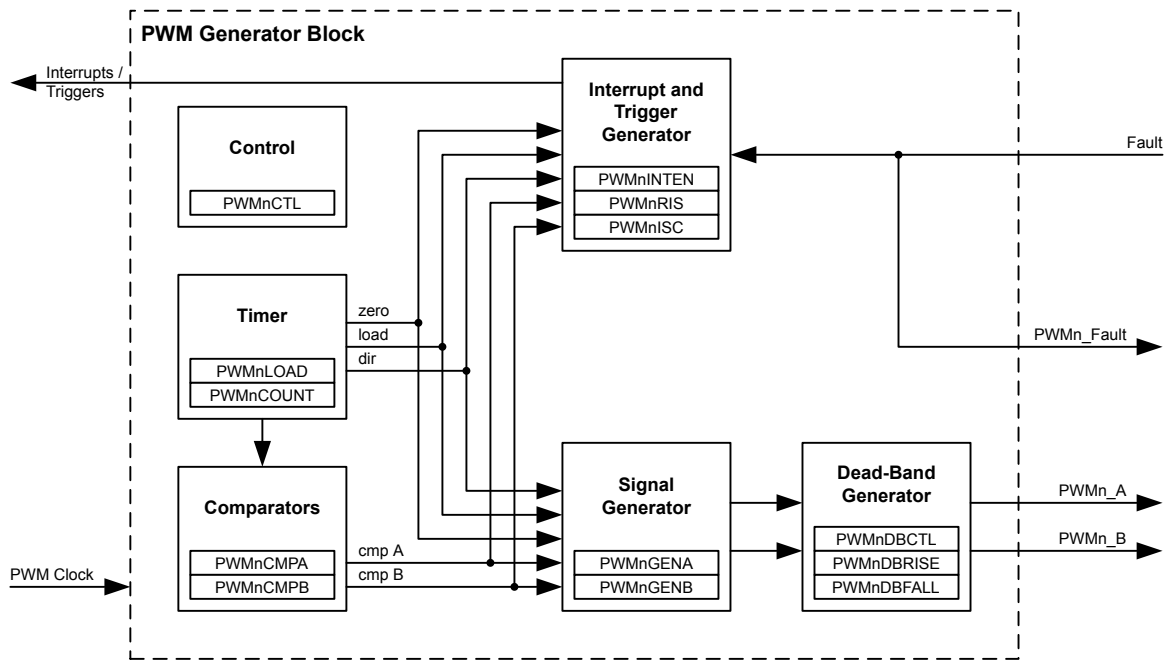 PWM Generator Block
Interrupts /
Triggers
Interrupt and
Trigger
Generator
PWMnINTEN
PWMnRIS
PWMnISC
Control
PWMnCTL
Fault
Timer
PWMnLOAD
PWMnCOUNT
zero
load
dir
PWMn_Fault
Comparators
PWMnCMPA
PWMnCMPB
cmp A
cmp B
Signal
Generator
PWMnGENA
PWMnGENB
Dead-Band
Generator
PWMnDBCTL
PWMnDBRISE
PWMnDBFALL
PWMn_A
PWMn_B
PWM Clock